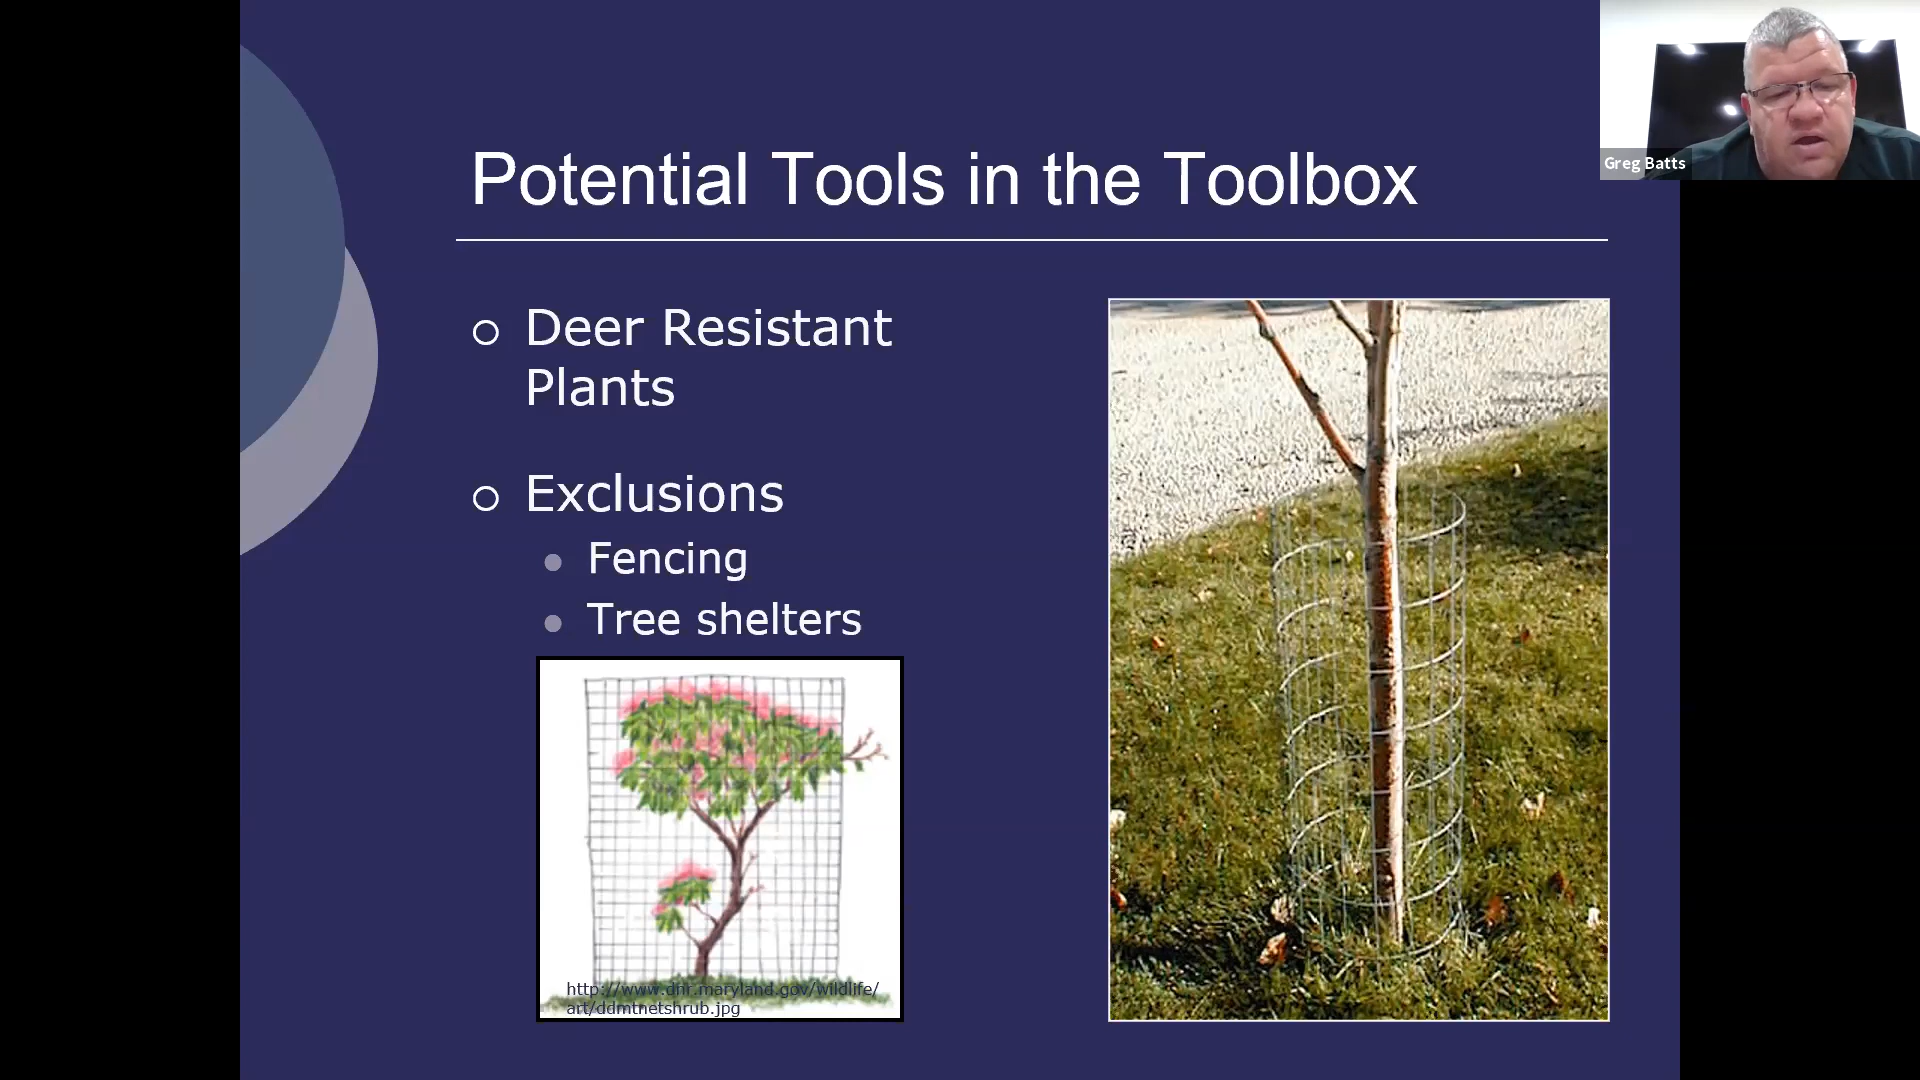 Potential Tools in the Toolbox
Greg Batts
Deer Resistant
Plants
Exclusions
Fencing
Tree shelters
http://www.dnr.maryland.gov/wildlife/
art/ddmtnetshrub.jpg